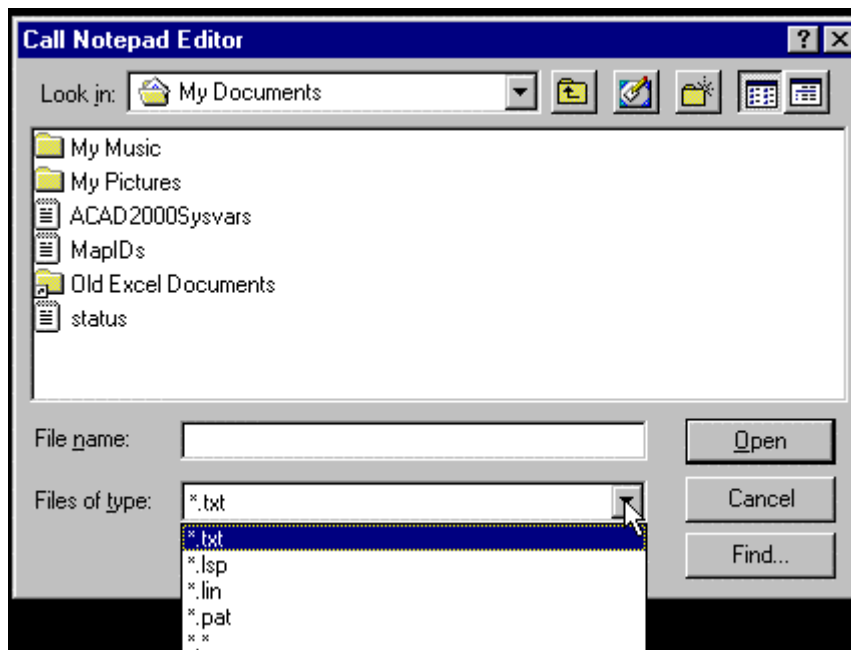 Call Notepad Editor
Look in: My Documents
My Music
My Pictures
ACAD2000Sysvars
MapIDs
Old Excel Documents
status
File name:
Open
Files of type: *.txt
Cancel
*.txt
*.lsp
Find...
*.lin
*.pat
*.*